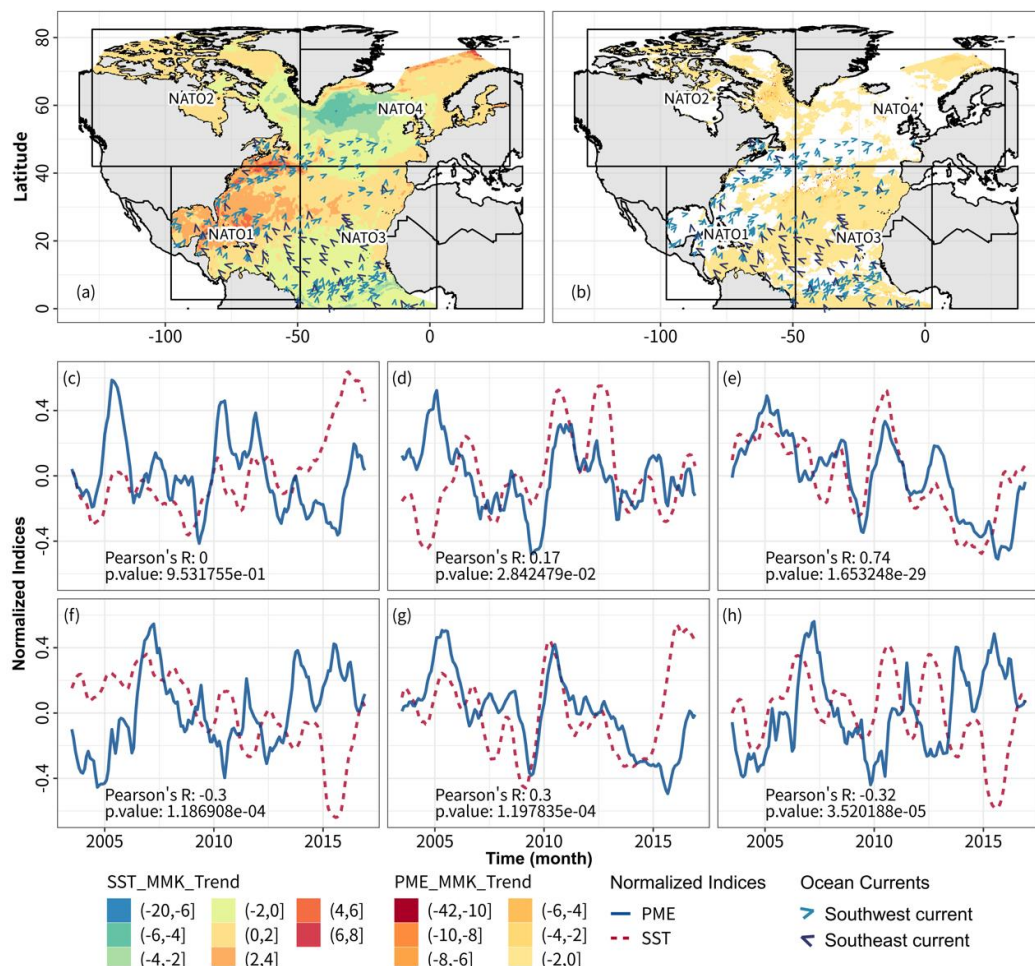 Latitude
80
60
40
20
0
NATO2
NATO4
NATO1
NATO3
(a)
NATO2
NATO4
NATO1
NATO3
(b)
-100
-50
0
-100
-50
0
Normalized Indices
(c)
0.4
0.0
-0.4
Pearson's R: 0
p.value: 9.531755e-01
(d)
Pearson's R: 0.17
p.value: 2.842479e-02
(e)
Pearson's R: 0.74
p.value: 1.653248e-29
(f)
0.4
0.0
-0.4
Pearson's R: -0.3
p.value: 1.186908e-04
(g)
Pearson's R: 0.3
p.value: 1.197835e-04
(h)
Pearson's R: -0.32
p.value: 3.520188e-05
2005
2010
2015
2005
2010
2015
2005
2010
2015
Time (month)
SST_MMK_Trend
(-20,-6]
(-6,-4]
(-4,-2]
(-2,0]
(0,2]
(2,4]
(4,6]
(6,8]
PME_MMK_Trend
(-42,-10]
(-10,-8]
(-8,-6]
(-6,-4]
(-4,-2]
(-2,0]
Normalized Indices
PME
SST
Ocean Currents
Southwest current
Southeast current